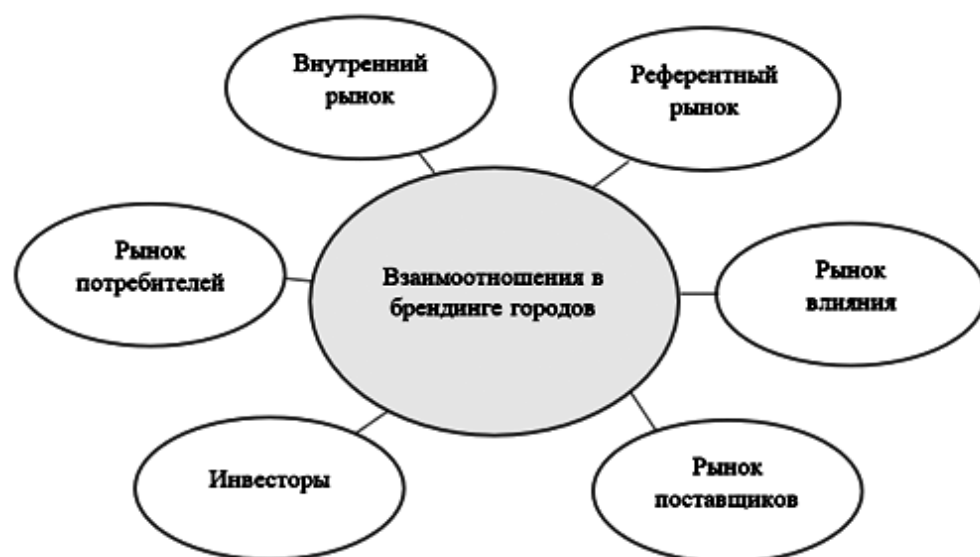 Внутренний
рынок
Референтный
рынок
Рынок
потребителей
Взаимоотношения в
брендинге городов
Рынок
влияния
Инвесторы
Рынок
поставщиков